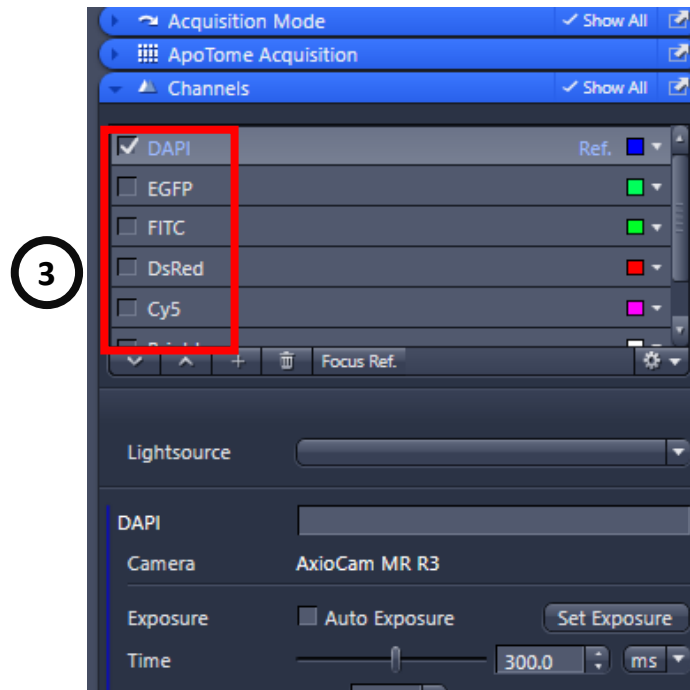 Acquisition Mode Show All
ApoTome Acquisition
Channels Show All
DAPI Ref.
EGFP
FITC
3
DsRed
Cy5
Focus Ref.
Lightsource
DAPI
Camera AxioCam MR R3
Exposure Auto Exposure Set Exposure
Time 300.0 ms